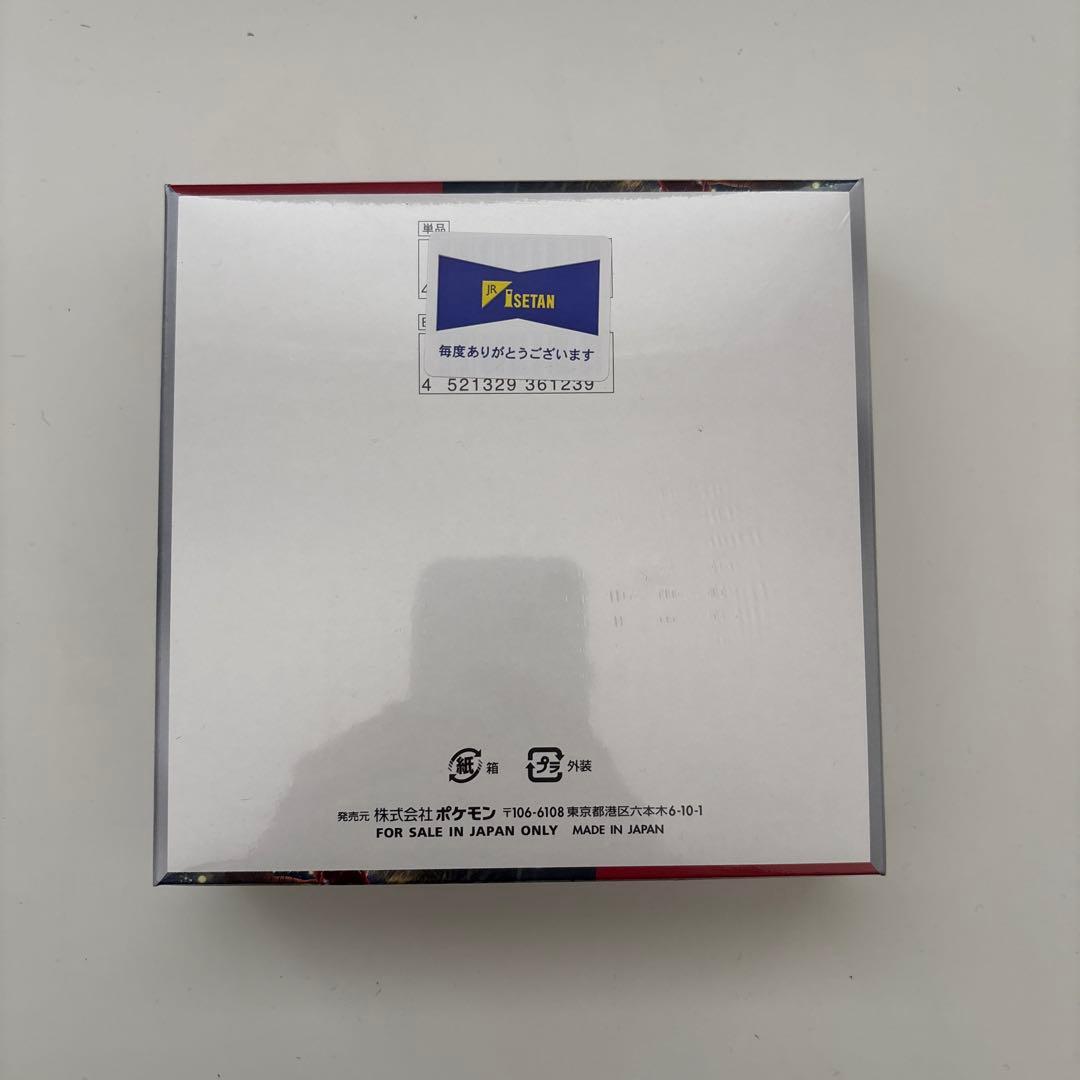 単品
4
JR
ISETAN
毎度ありがとうございます
4 521329 361239
紙 箱
プラ 外装
発売元 株式会社ポケモン 〒106-6108 東京都港区六本木6-10-1
FOR SALE IN JAPAN ONLY MADE IN JAPAN